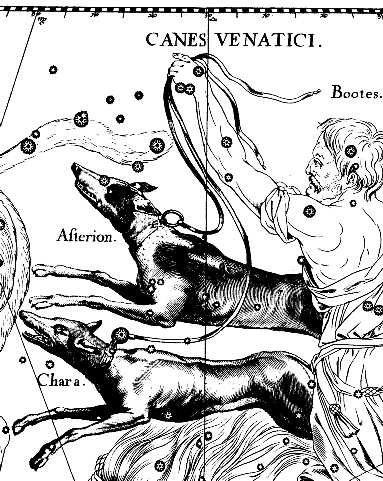 CANES VENATICI.
Bootes.
Aſterion.
Chara.